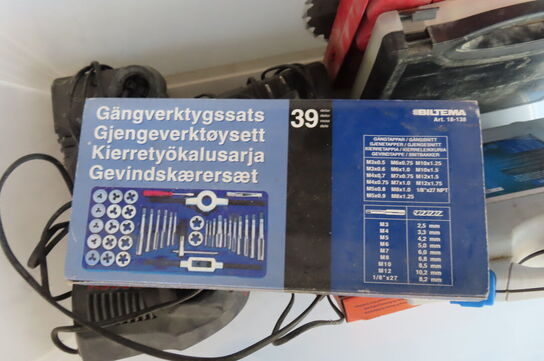 Gängverktygssats
Gjengeverktøysett
Kierretyökalusarja
Gevindskærersæt
39
BILTEMA
Art. 18-138
GÄNGTAPPAR / GÄNGSNITT
GJENGETAPPER / GJENGESNITT
KIERRETAPPIA / KIERRELEIKURIA
GEVINDTAPPE / SNITBAKKER
M3x0.5 M6x0.75 M10x1.25
M3x0.6 M6x1.0 M10x1.5
M4x0.7 M7x0.75 M12x1.5
M4x0.75 M7x1.0 M12x1.75
M5x0.8 M8x1.0 1/8"x27 NPT
M5x0.9 M8x1.25
M3 2,5 mm
M4 3,3 mm
M5 4,2 mm
M6 5,0 mm
M7 6,0 mm
M8 6,8 mm
M10 8,5 mm
M12 10,2 mm
1/8"x27 8,2 mm